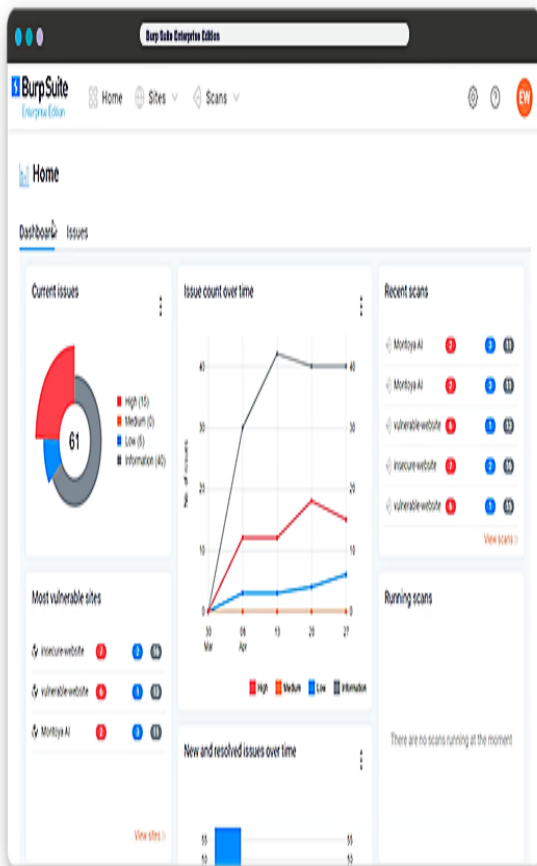 Burp Suite Enterprise Edition
BurpSuite
Enterprise Edition
Home
Sites
Scans
EW
Home
Dashboard
Issues
Current issues
61
High (15)
Medium (0)
Low (6)
Information (40)
Issue count over time
No. of issues
40
30
20
10
0
40
30
20
10
0
30 Mar
06 Apr
13
20
27
High
Medium
Low
Information
Recent scans
Montoya AI
Montoya AI
vulnerable-website
insecure-website
vulnerable-website
View scans
Most vulnerable sites
insecure-website
vulnerable-website
Montoya AI
View sites
New and resolved issues over time
55
50
55
50
Running scans
There are no scans running at the moment